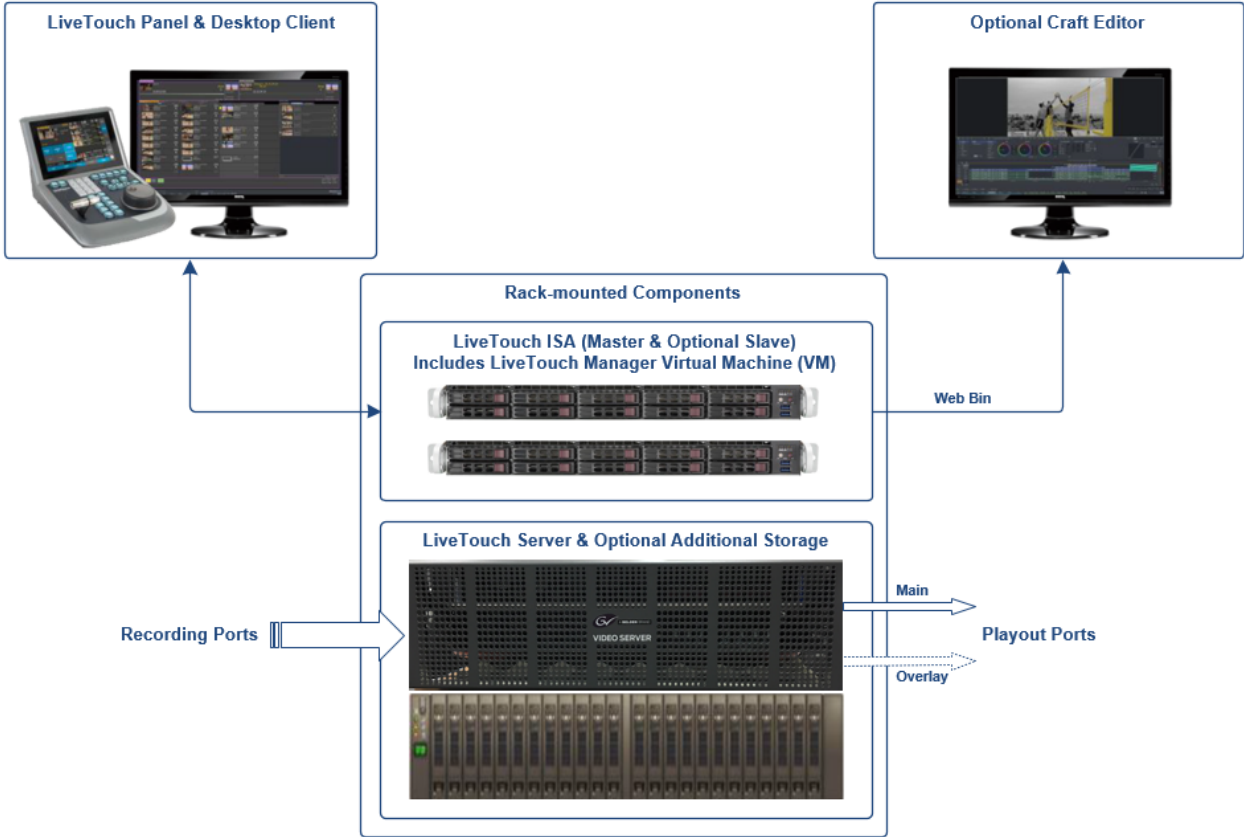 LiveTouch Panel & Desktop Client
Optional Craft Editor
Rack-mounted Components
LiveTouch ISA (Master & Optional Slave)
Includes LiveTouch Manager Virtual Machine (VM)
Web Bin
LiveTouch Server & Optional Additional Storage
GV
VIDEO SERVER
Recording Ports
Main
Playout Ports
Overlay